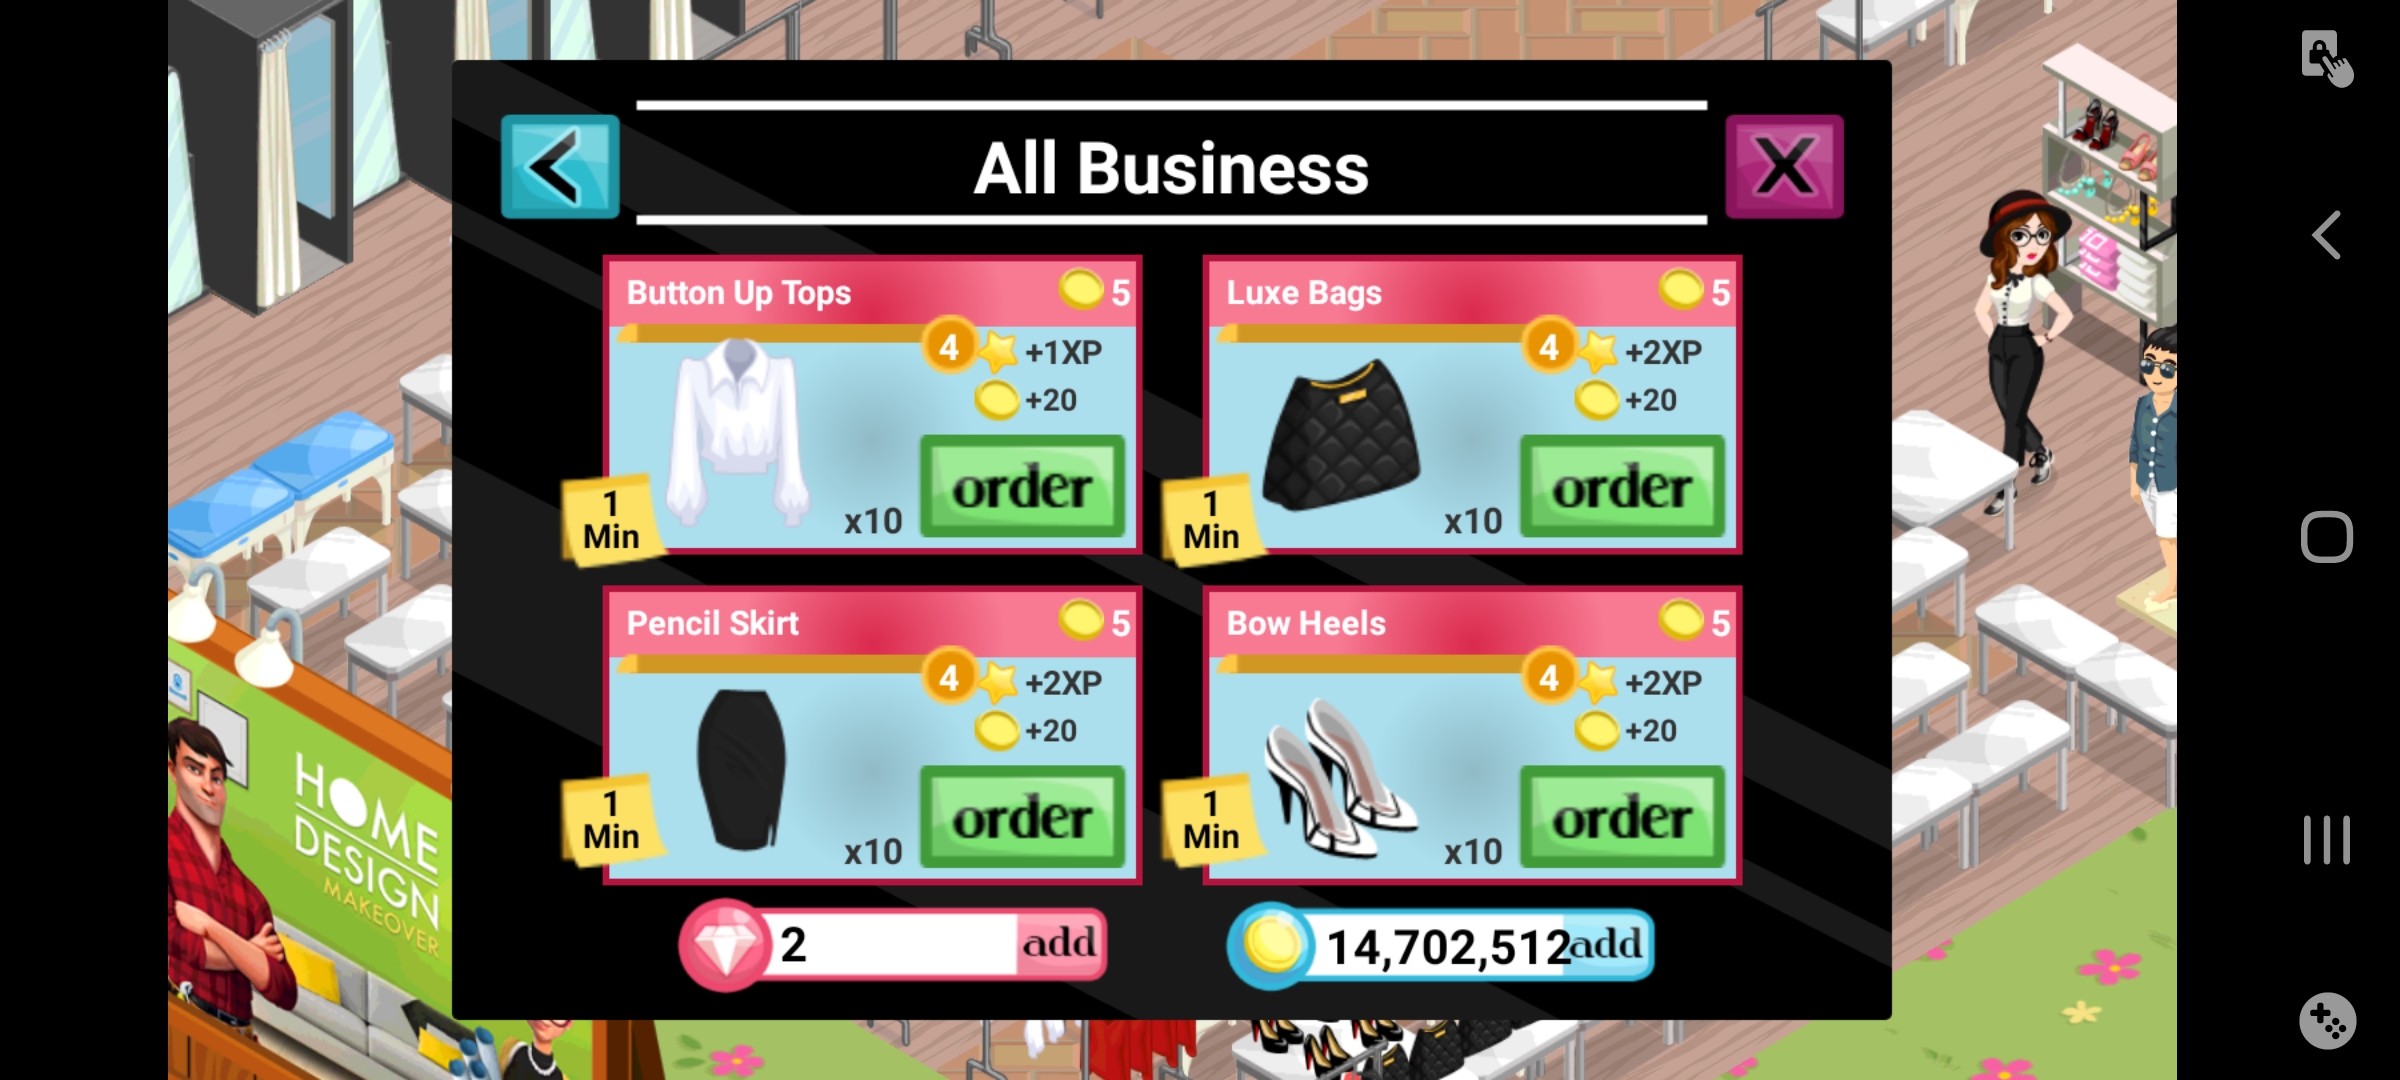 All Business
Button Up Tops 5
4 +1XP
+20
1
Min
x10
order
Luxe Bags 5
4 +2XP
+20
1
Min
x10
order
Pencil Skirt 5
4 +2XP
+20
1
Min
x10
order
Bow Heels 5
4 +2XP
+20
1
Min
x10
order
2 add
14,702,512 add
HOME
DESIGN
MAKEOVER
10